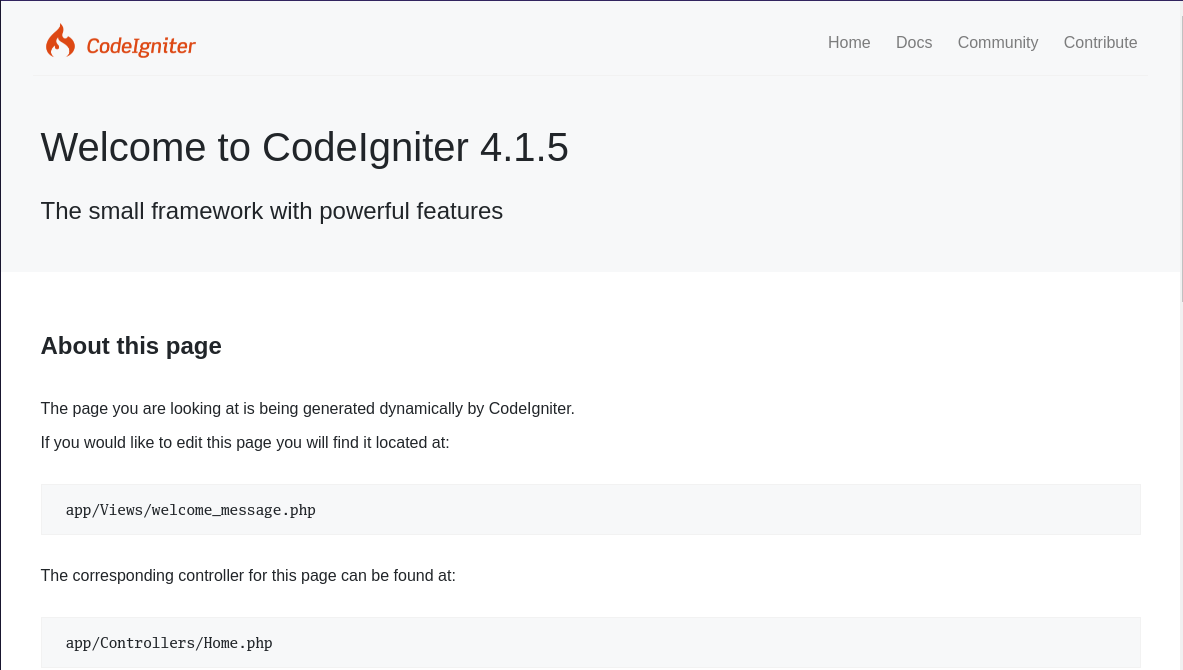 CodeIgniter
Home Docs Community Contribute
Welcome to CodeIgniter 4.1.5
The small framework with powerful features
About this page
The page you are looking at is being generated dynamically by CodeIgniter.
If you would like to edit this page you will find it located at:
app/Views/welcome_message.php
The corresponding controller for this page can be found at:
app/Controllers/Home.php